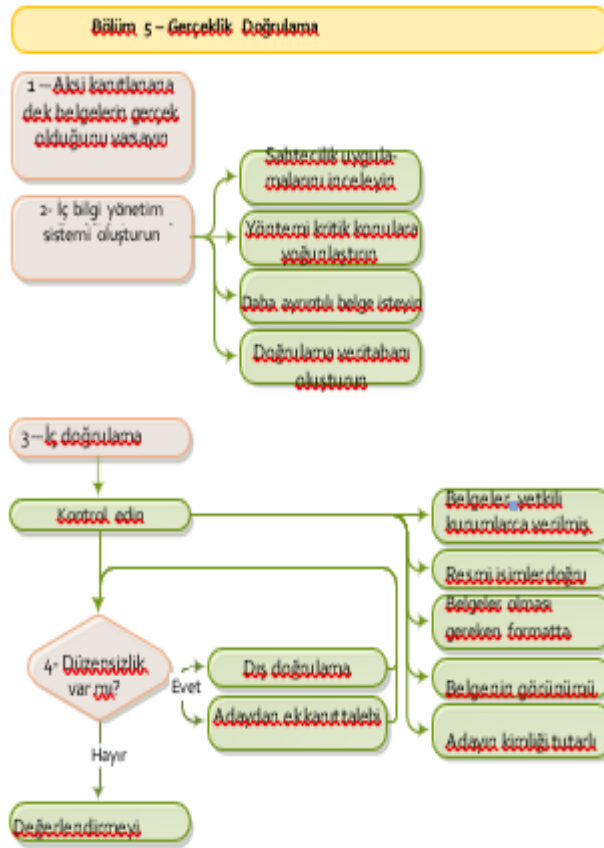 Bölüm 5 – Gerçeklik Doğrulama
1 – Aksi kanıtlanana
dek belgelerin gerçek
olduğunu varsayın
2- İç bilgi yönetim
sistemi oluşturun
Sahtecilik uygula-
malarını inceleyin
Yöntemi kritik konulara
yoğunlaştırın
Daha ayrıntılı belge isteyin
Doğrulama veritabanı
oluşturun
3 – İç doğrulama
Kontrol edin
Belgeler yetkili
kurumlarca verilmiş
Resmi isimler doğru
Belgeler olması
gereken formatta
Belgenin görünümü
Adayın kimliği tutarlı
4- Düzensizlik
var mı?
Evet
Dış doğrulama
Adaydan ek kanıt talebi
Hayır
Değerlendirmeyi